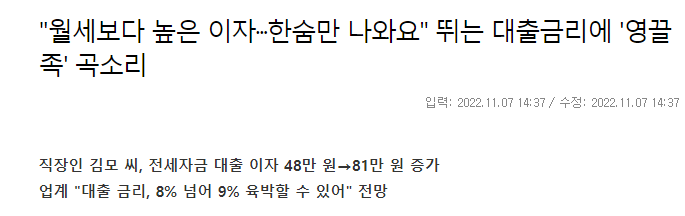 "월세보다 높은 이자…한숨만 나와요" 뛰는 대출금리에 '영끌
족' 곡소리
입력: 2022.11.07 14:37 / 수정: 2022.11.07 14:37
직장인 김모 씨, 전세자금 대출 이자 48만 원→81만 원 증가
업계 "대출 금리, 8% 넘어 9% 육박할 수 있어" 전망